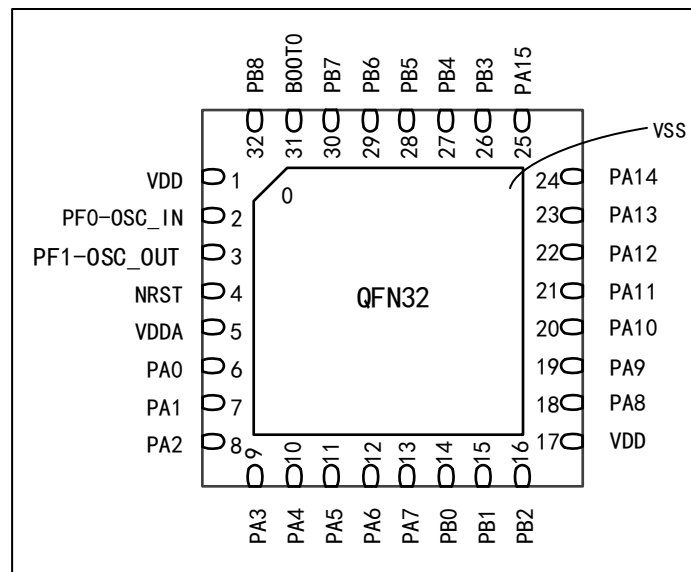 PB8
BOOT0
PB7
PB6
PB5
PB4
PB3
PA15
32
31
30
29
28
27
26
25
VSS
VDD
1
PF0-OSC_IN
2
PF1-OSC_OUT
3
NRST
4
VDDA
5
PA0
6
PA1
7
PA2
8
0
QFN32
24
PA14
23
PA13
22
PA12
21
PA11
20
PA10
19
PA9
18
PA8
17
VDD
9
10
11
12
13
14
15
16
PA3
PA4
PA5
PA6
PA7
PB0
PB1
PB2